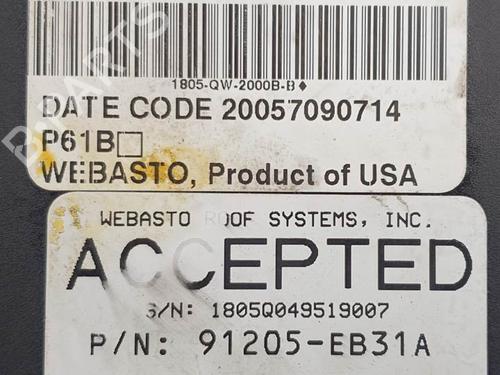 1805-QW-2000B-B♦
DATE CODE 20057090714
P61B□
WEBASTO, Product of USA
WEBASTO ROOF SYSTEMS, INC.
ACCEPTED
S/N: 1805Q049519007
P/N: 91205-EB31A